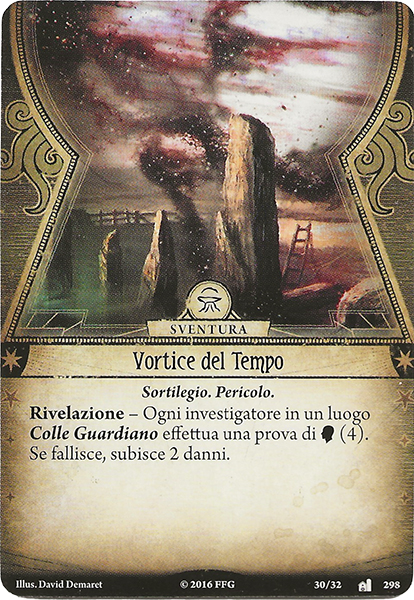 SVENTURA
Vortice del Tempo
Sortilegio. Pericolo.
Rivelazione – Ogni investigatore in un luogo
Colle Guardiano effettua una prova di (4).
Se fallisce, subisce 2 danni.
Illus. David Demaret © 2016 FFG 30/32 298